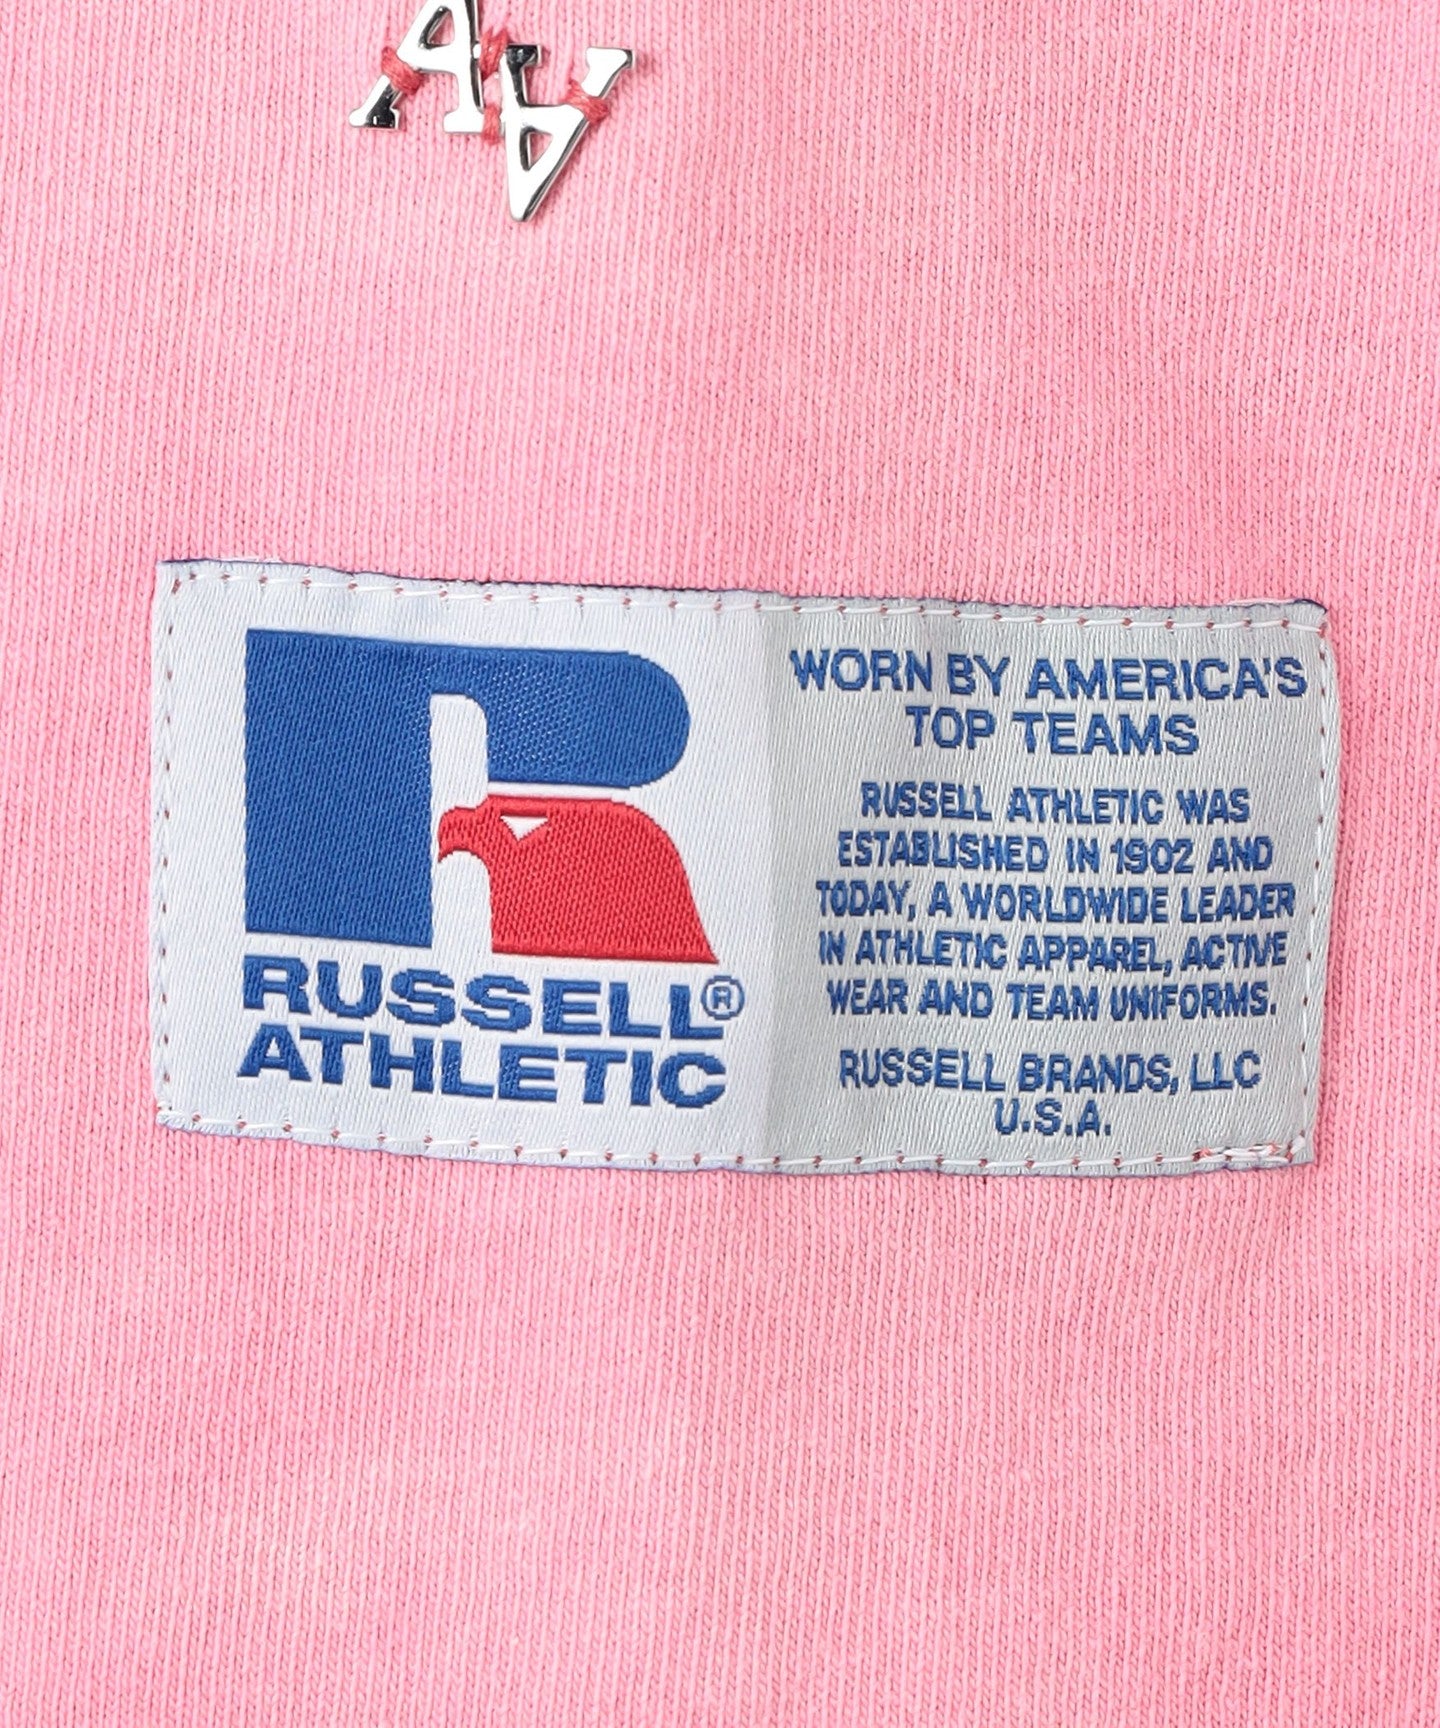 AA
R
RUSSELL®
ATHLETIC
WORN BY AMERICA'S
TOP TEAMS
RUSSELL ATHLETIC WAS
ESTABLISHED IN 1902 AND
TODAY, A WORLDWIDE LEADER
IN ATHLETIC APPAREL, ACTIVE
WEAR AND TEAM UNIFORMS.
RUSSELL BRANDS, LLC
U.S.A.